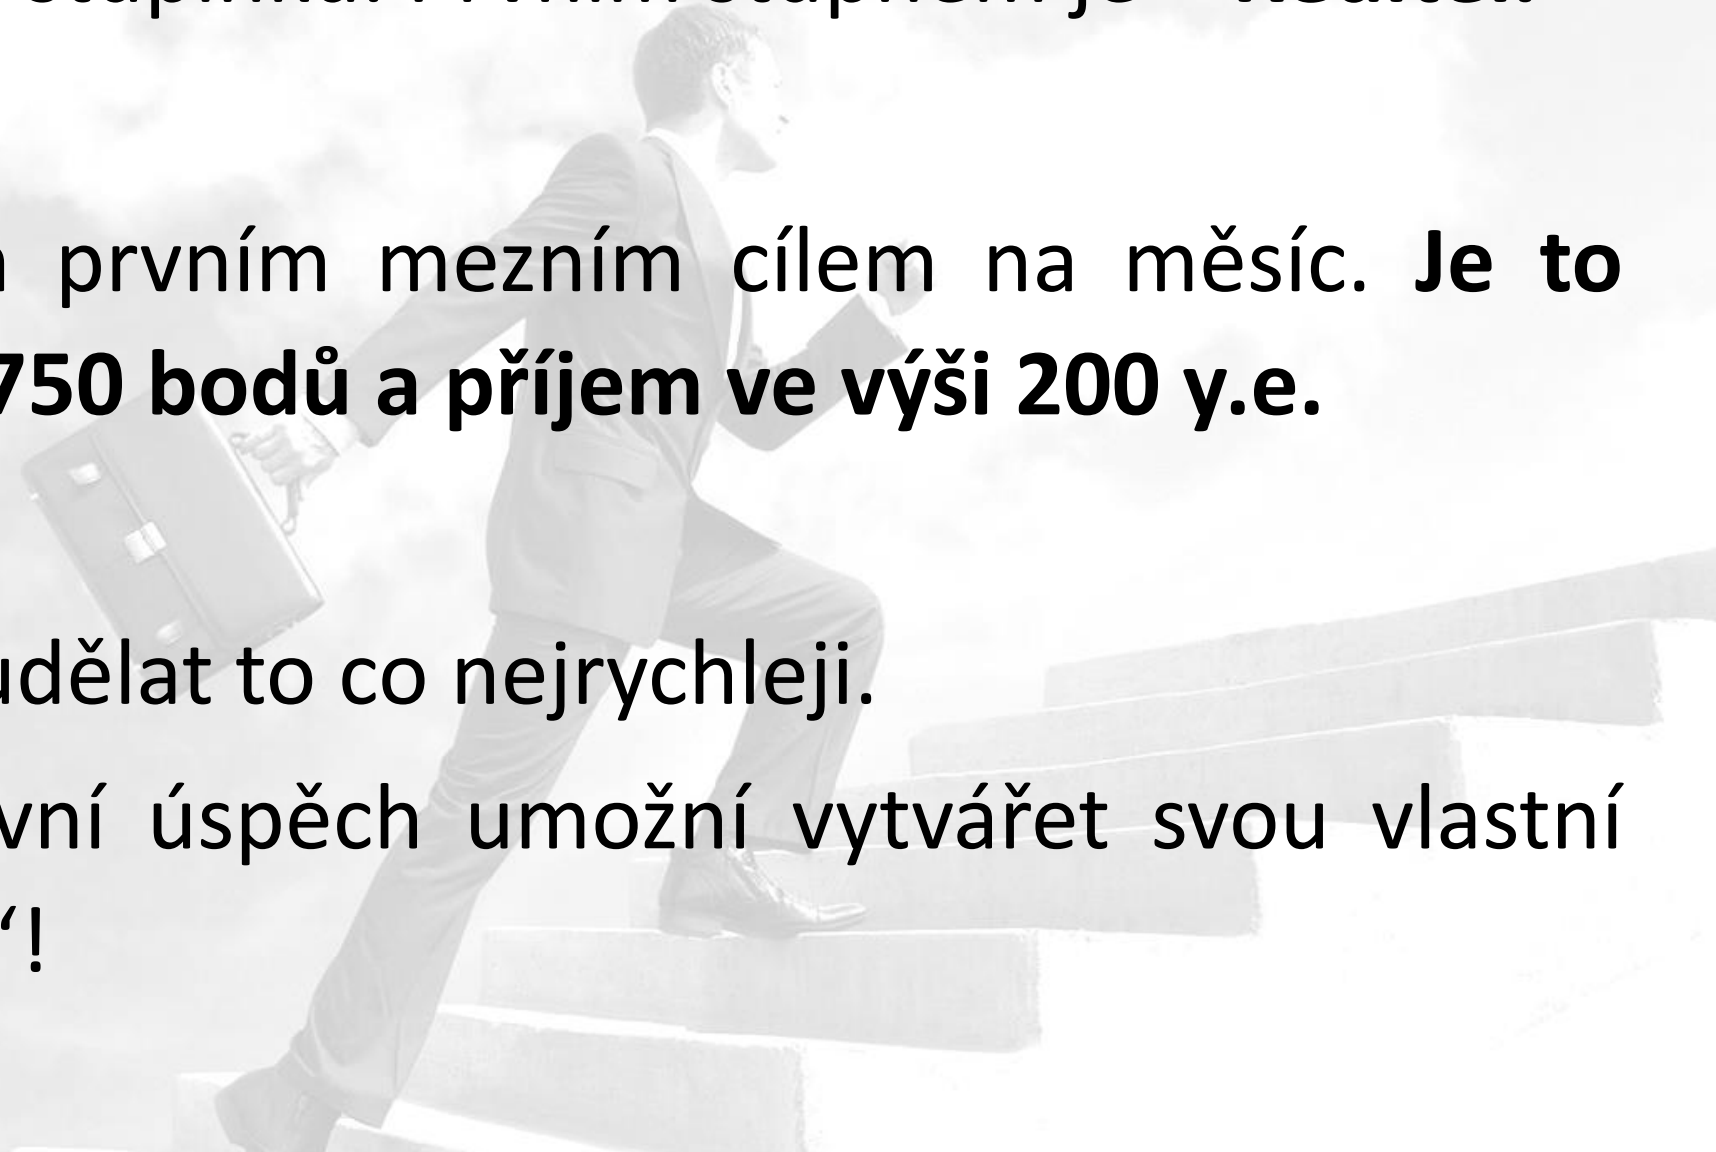 prvním mezním cílem na měsíc. Je to
750 bodů a příjem ve výši 200 y.e.
udělat to co nejrychleji.
úspěch umožní vytvářet svou vlastní
“!